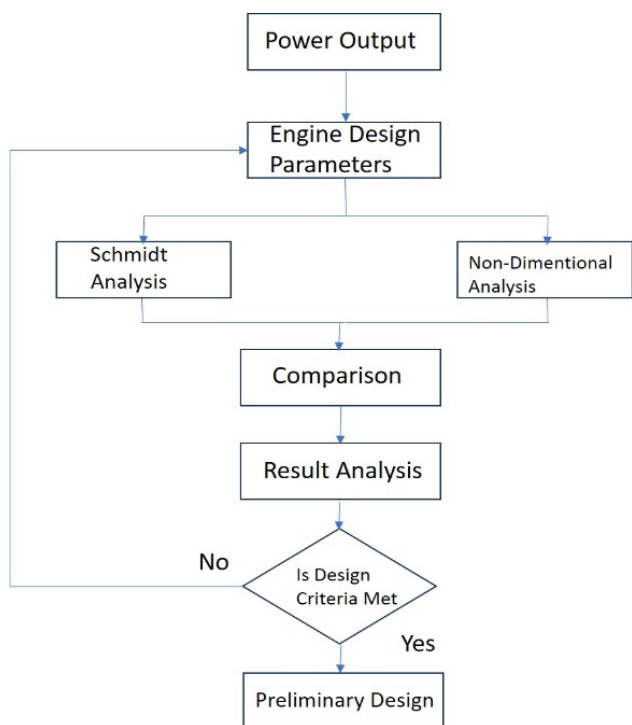 Power Output
Engine Design
Parameters
Schmidt
Analysis
Non-Dimentional
Analysis
Comparison
Result Analysis
No
Is Design
Criteria Met
Yes
Preliminary Design